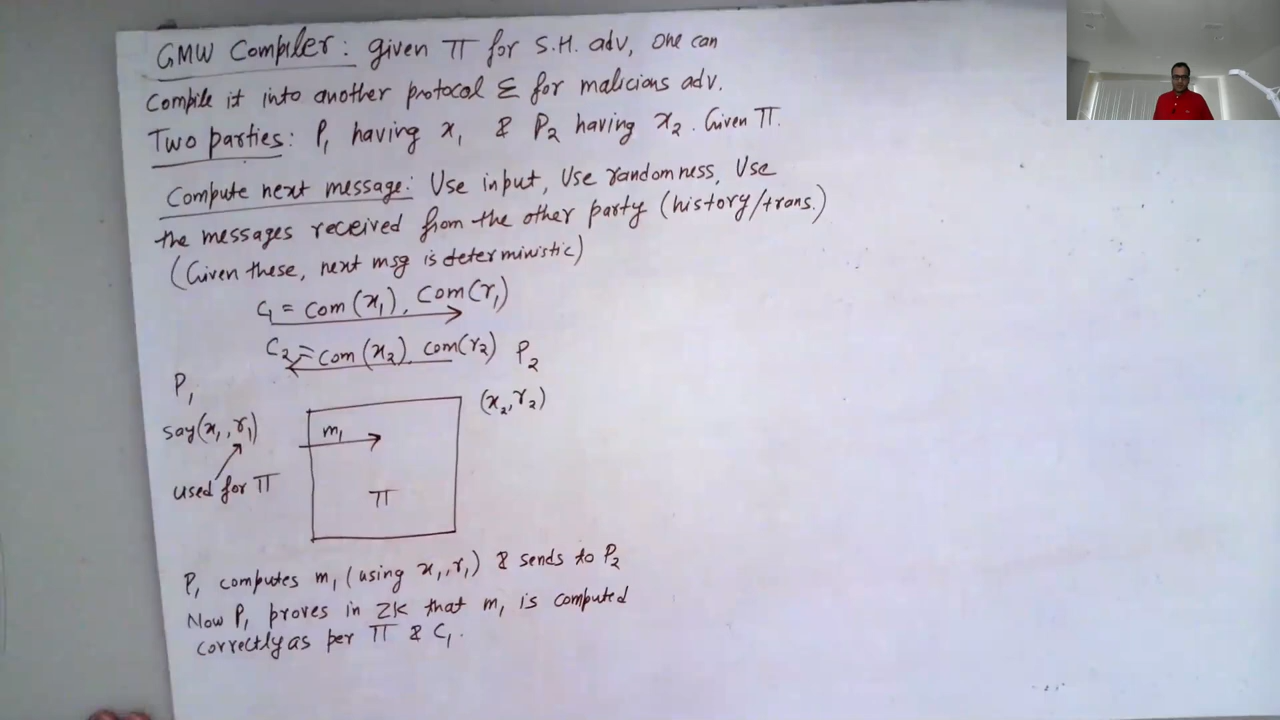 GMW Compiler: given Π for S.H. adv, one can
Compile it into another protocol Σ for malicious adv.
Two parties: P₁ having x₁ & P₂ having x₂. Given Π.
Compute next message: Use input, Use randomness, Use
the messages received from the other party (history/trans.)
(Given these, next msg is deterministic)
C₁ = Com(x₁), Com(r₁)
C₂ = Com(x₂), Com(r₂)
P₂
P₁
(x₂, r₂)
say (x₁, r₁)
m₁
used for Π
Π
P₁ computes m₁ (using x₁, r₁) & sends to P₂
Now P₁ proves in ZK that m₁ is computed
correctly as per Π & C₁.